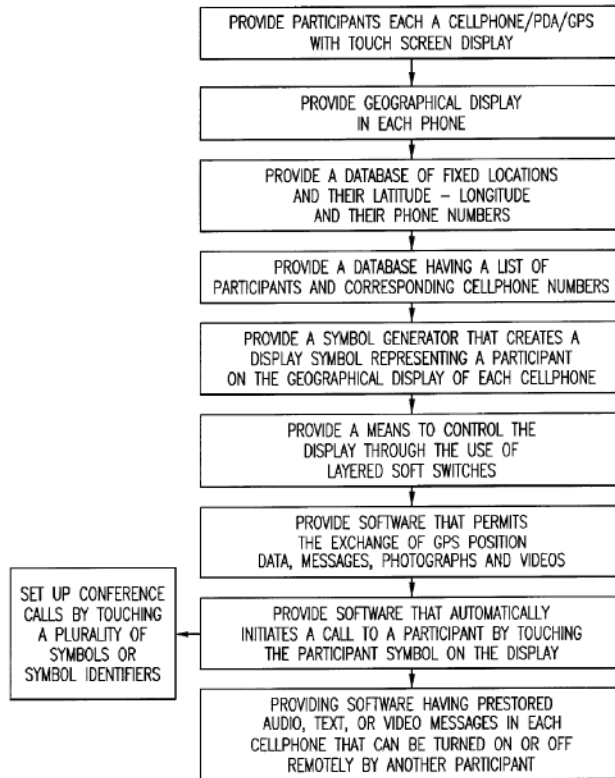 PROVIDE PARTICIPANTS EACH A CELLPHONE/PDA/GPS
WITH TOUCH SCREEN DISPLAY
PROVIDE GEOGRAPHICAL DISPLAY
IN EACH PHONE
PROVIDE A DATABASE OF FIXED LOCATIONS
AND THEIR LATITUDE – LONGITUDE
AND THEIR PHONE NUMBERS
PROVIDE A DATABASE HAVING A LIST OF
PARTICIPANTS AND CORRESPONDING CELLPHONE NUMBERS
PROVIDE A SYMBOL GENERATOR THAT CREATES A
DISPLAY SYMBOL REPRESENTING A PARTICIPANT
ON THE GEOGRAPHICAL DISPLAY OF EACH CELLPHONE
PROVIDE A MEANS TO CONTROL THE
DISPLAY THROUGH THE USE OF
LAYERED SOFT SWITCHES
PROVIDE SOFTWARE THAT PERMITS
THE EXCHANGE OF GPS POSITION
DATA, MESSAGES, PHOTOGRAPHS AND VIDEOS
PROVIDE SOFTWARE THAT AUTOMATICALLY
INITIATES A CALL TO A PARTICIPANT BY TOUCHING
THE PARTICIPANT SYMBOL ON THE DISPLAY
SET UP CONFERENCE
CALLS BY TOUCHING
A PLURALITY OF
SYMBOLS OR
SYMBOL IDENTIFIERS
PROVIDING SOFTWARE HAVING PRESTORED
AUDIO, TEXT, OR VIDEO MESSAGES IN EACH
CELLPHONE THAT CAN BE TURNED ON OR OFF
REMOTELY BY ANOTHER PARTICIPANT